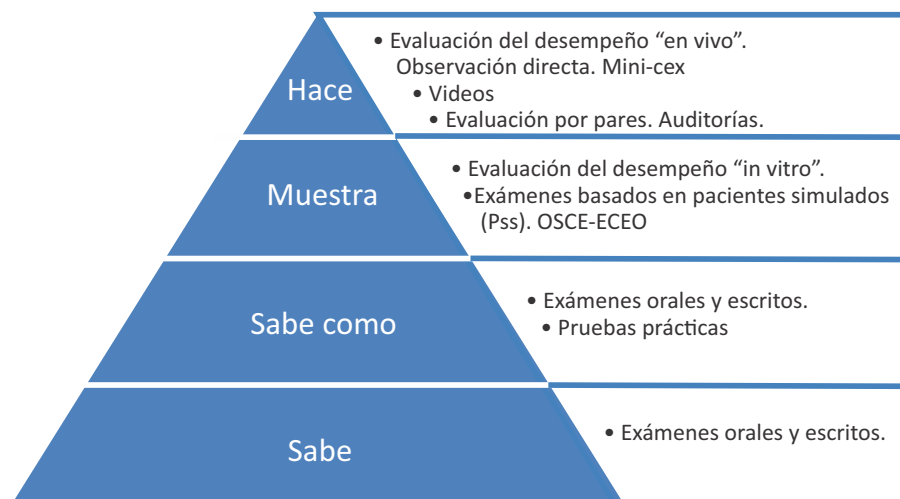 • Evaluación del desempeño “en vivo”.
Observación directa. Mini-cex
Hace
• Videos
• Evaluación por pares. Auditorías.
• Evaluación del desempeño “in vitro”.
Muestra
•Exámenes basados en pacientes simulados
(Pss). OSCE-ECEO
• Exámenes orales y escritos.
Sabe como
• Pruebas prácticas
Sabe
• Exámenes orales y escritos.